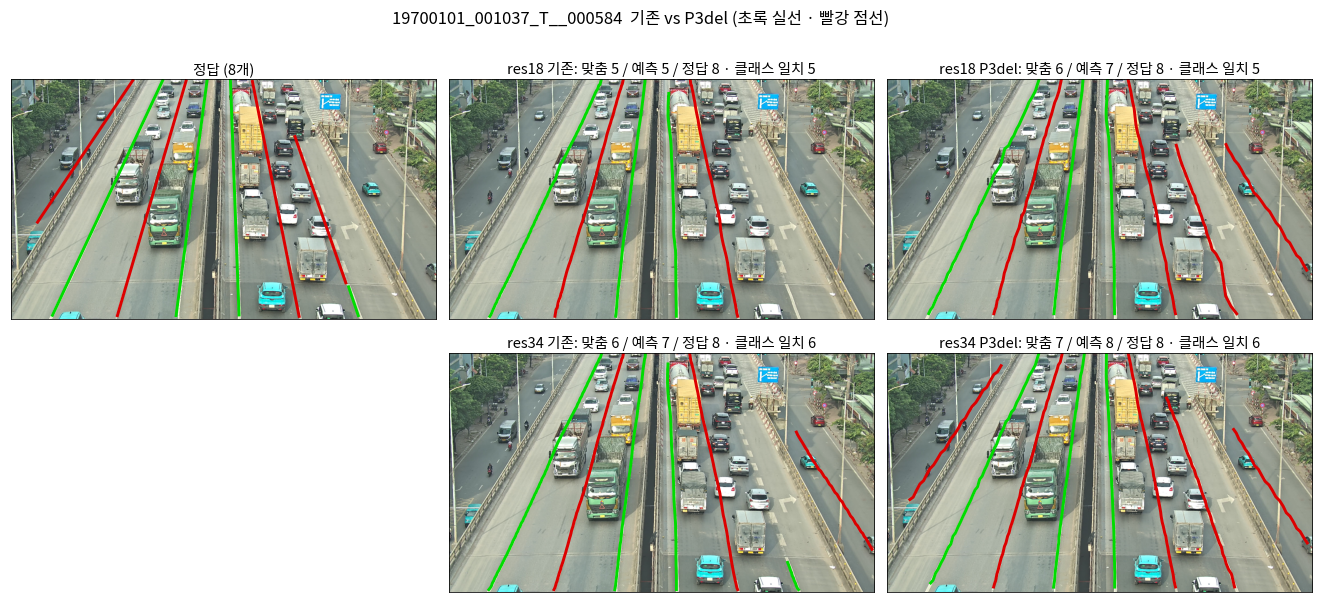 19700101_001037_T__000584 기존 vs P3del (초록 실선 · 빨강 점선)
정답 (8개)
res18 기존: 맞춤 5 / 예측 5 / 정답 8 · 클래스 일치 5
res18 P3del: 맞춤 6 / 예측 7 / 정답 8 · 클래스 일치 5
res34 기존: 맞춤 6 / 예측 7 / 정답 8 · 클래스 일치 6
res34 P3del: 맞춤 7 / 예측 8 / 정답 8 · 클래스 일치 6